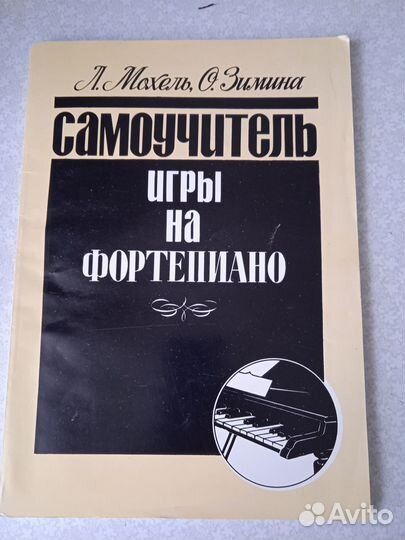 Л. Мохель, О. Зимина
САМОУЧИТЕЛЬ
ИГРЫ
НА
ФОРТЕПИАНО
Avito